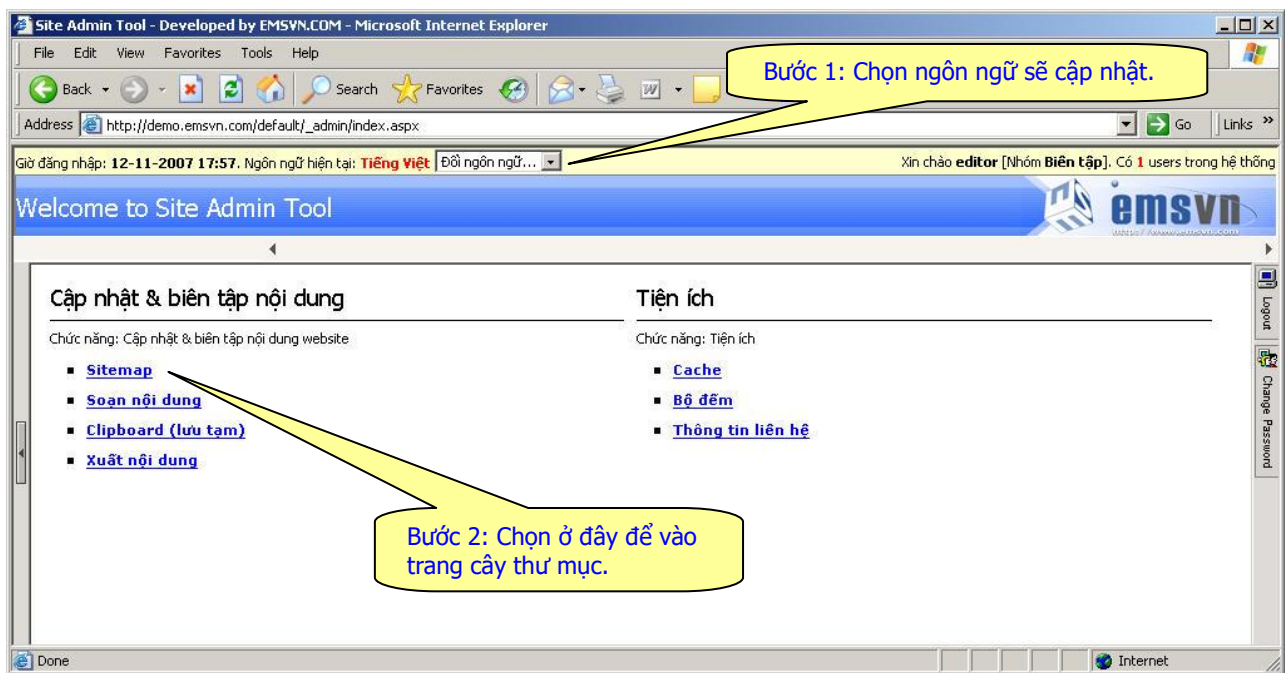 Site Admin Tool - Developed by EMSVN.COM - Microsoft Internet Explorer
File Edit View Favorites Tools Help
Bước 1: Chọn ngôn ngữ sẽ cập nhật.
Back Search Favorites
Address http://demo.emsvn.com/default/_admin/index.aspx Go Links »
Giờ đăng nhập: 12-11-2007 17:57. Ngôn ngữ hiện tại: Tiếng Việt Đổi ngôn ngữ... Xin chào editor [Nhóm Biên tập]. Có 1 users trong hệ thống
Welcome to Site Admin Tool
emsvn
Cập nhật & biên tập nội dung
Chức năng: Cập nhật & biên tập nội dung website
Sitemap
Soạn nội dung
Clipboard (lưu tạm)
Xuất nội dung
Tiện ích
Chức năng: Tiện ích
Cache
Bộ đếm
Thông tin liên hệ
Logout
Change Password
Bước 2: Chọn ở đây để vào
trang cây thư mục.
Done Internet